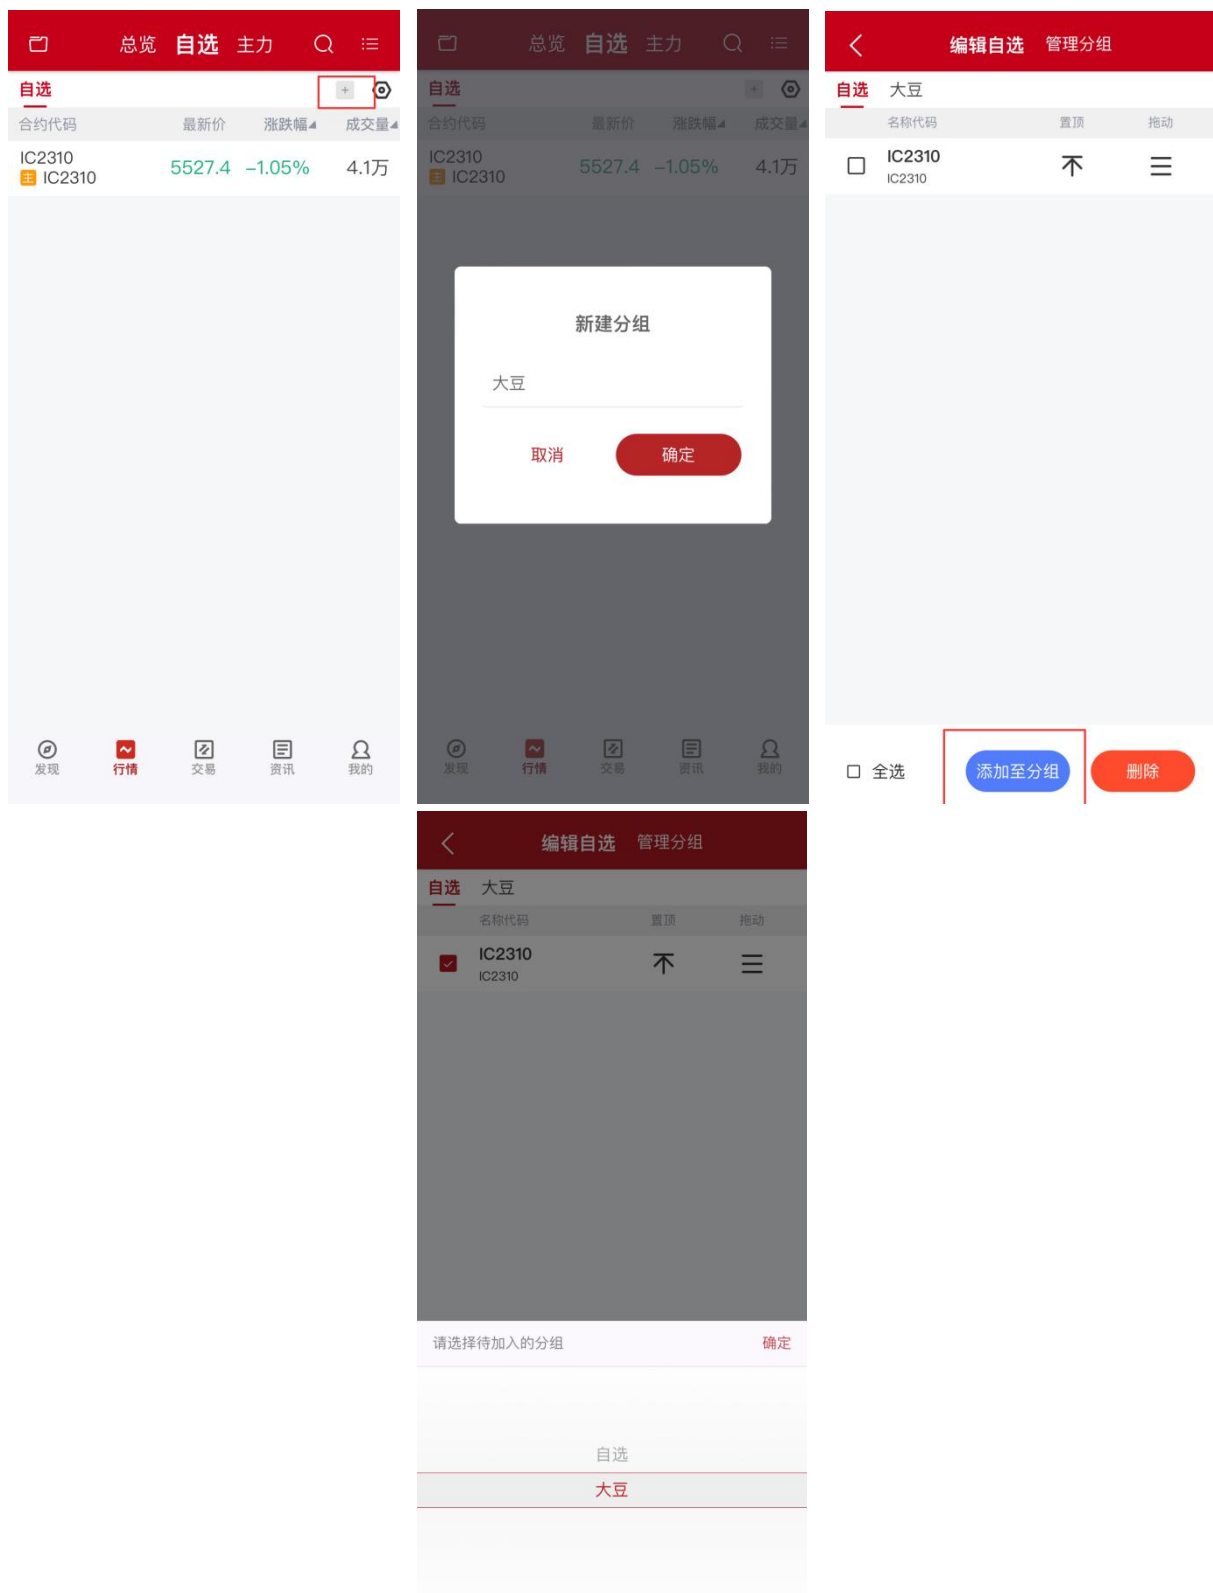 总览 自选 主力
自选
合约代码 最新价 涨跌幅 成交量
IC2310
主 IC2310 5527.4 -1.05% 4.1万
发现 行情 交易 资讯 我的
总览 自选 主力
自选
合约代码 最新价 涨跌幅 成交量
IC2310
主 IC2310 5527.4 -1.05% 4.1万
新建分组
大豆
取消 确定
发现 行情 交易 资讯 我的
编辑自选 管理分组
自选 大豆
名称代码 置顶 拖动
IC2310
IC2310
全选 添加至分组 删除
编辑自选 管理分组
自选 大豆
名称代码 置顶 拖动
IC2310
IC2310
请选择待加入的分组 确定
自选
大豆